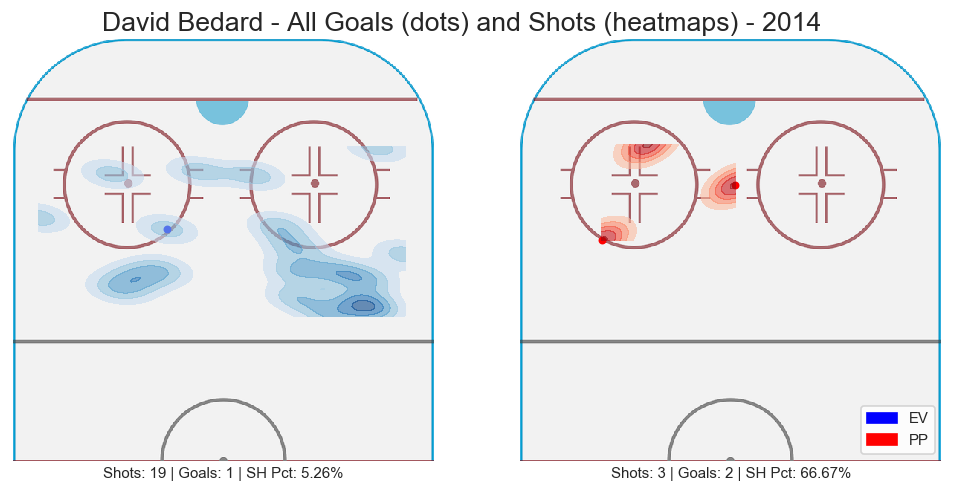 David Bedard - All Goals (dots) and Shots (heatmaps) - 2014
EV
PP
Shots: 19 | Goals: 1 | SH Pct: 5.26%
Shots: 3 | Goals: 2 | SH Pct: 66.67%